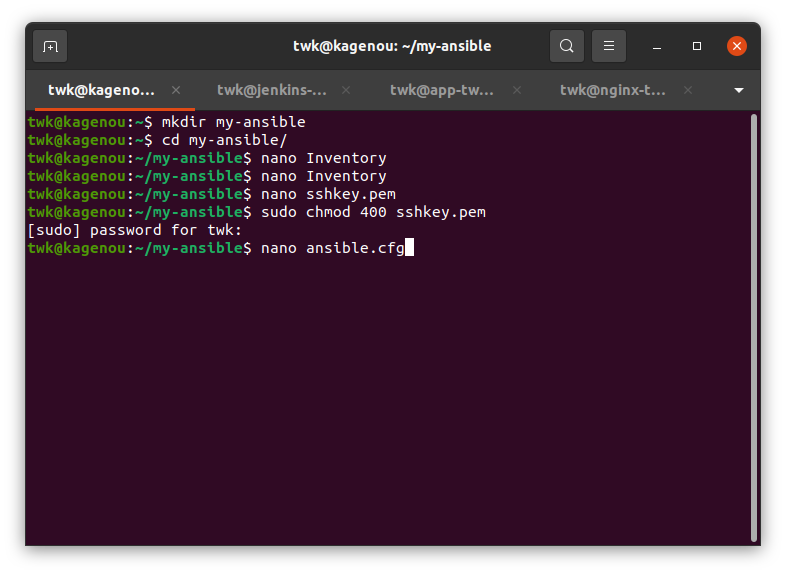 twk@kagenou: ~/my-ansible
twk@kageno... twk@jenkins-... twk@app-tw... twk@nginx-t...
twk@kagenou:~$ mkdir my-ansible
twk@kagenou:~$ cd my-ansible/
twk@kagenou:~/my-ansible$ nano Inventory
twk@kagenou:~/my-ansible$ nano Inventory
twk@kagenou:~/my-ansible$ nano sshkey.pem
twk@kagenou:~/my-ansible$ sudo chmod 400 sshkey.pem
[sudo] password for twk:
twk@kagenou:~/my-ansible$ nano ansible.cfg